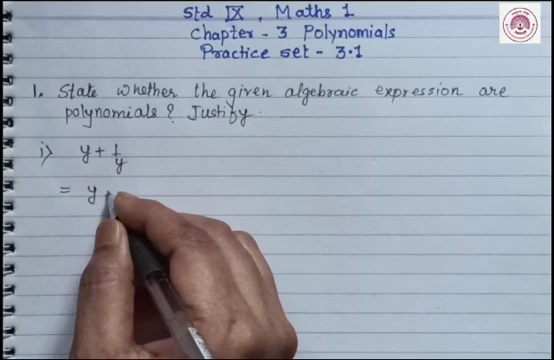 Std IX, Maths 1
Chapter - 3 Polynomials
Practice set - 3.1
1. State whether the given algebraic expression are
polynomials? Justify.
i) y + 1/y
= y